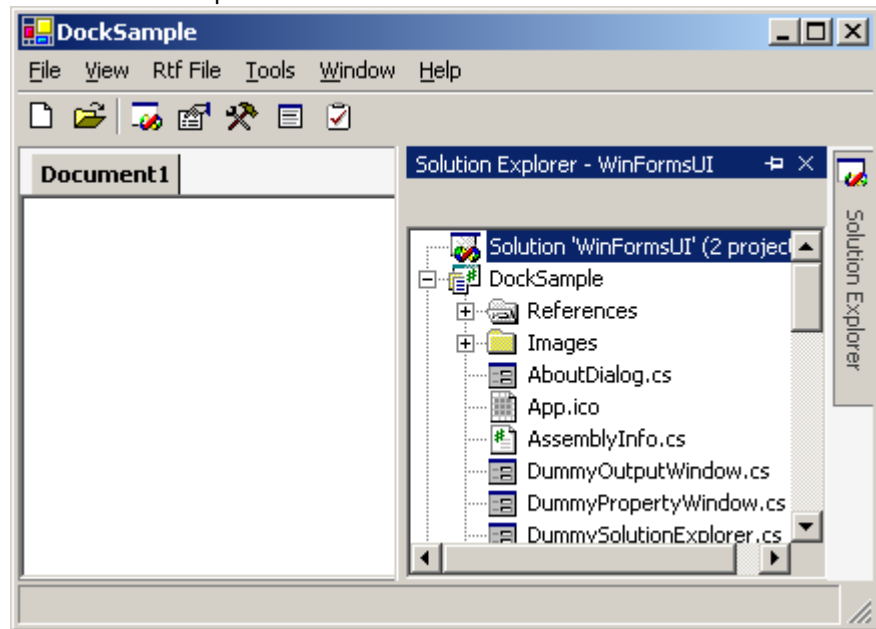 DockSample
File View Rtf File Tools Window Help
Document1
Solution Explorer - WinFormsUI
Solution 'WinFormsUI' (2 project
DockSample
References
Images
AboutDialog.cs
App.ico
AssemblyInfo.cs
DummyOutputWindow.cs
DummyPropertyWindow.cs
DummySolutionExplorer.cs
Solution Explorer